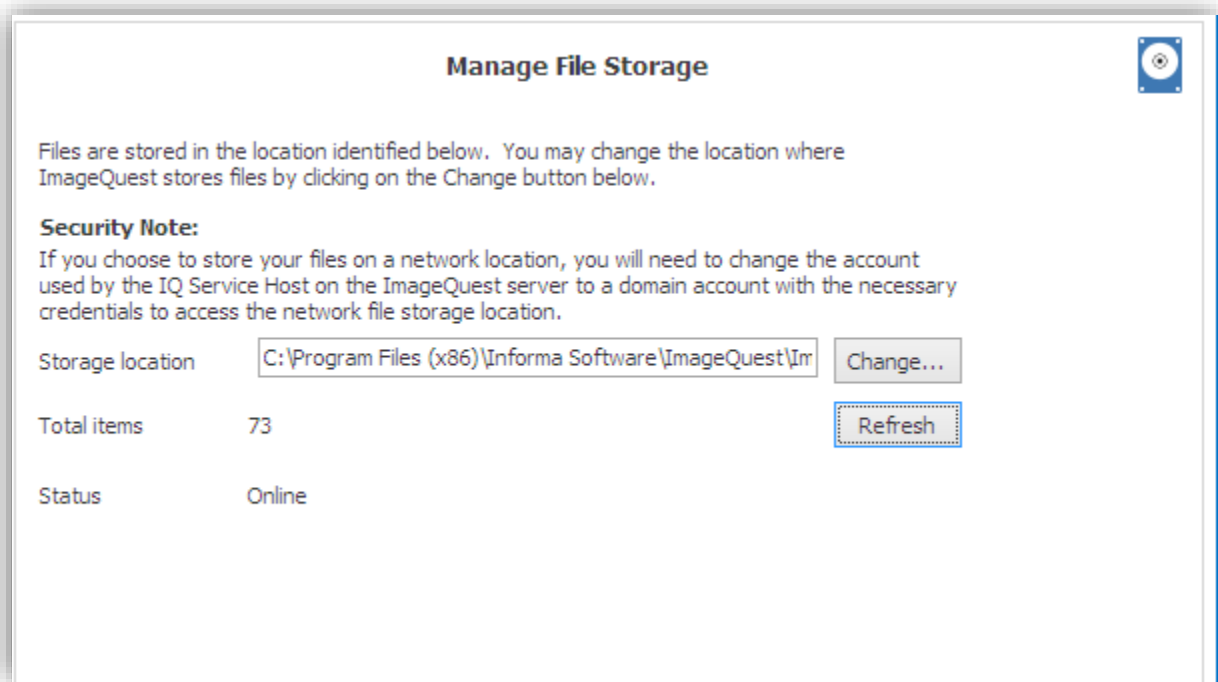 Manage File Storage
Files are stored in the location identified below.  You may change the location where
ImageQuest stores files by clicking on the Change button below.
Security Note:
If you choose to store your files on a network location, you will need to change the account
used by the IQ Service Host on the ImageQuest server to a domain account with the necessary
credentials to access the network file storage location.
Storage location C:\Program Files (x86)\Informa Software\ImageQuest\Im Change...
Total items 73 Refresh
Status Online